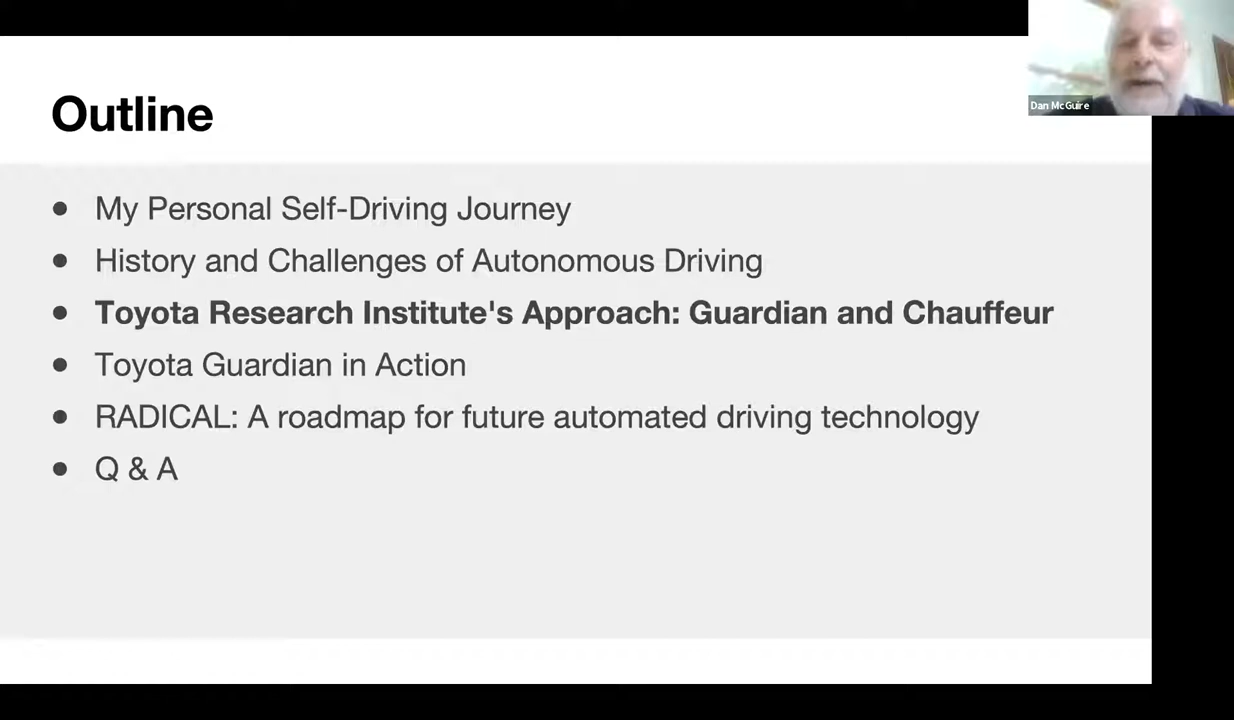 Outline
Dan McGuire
● My Personal Self-Driving Journey
● History and Challenges of Autonomous Driving
● Toyota Research Institute's Approach: Guardian and Chauffeur
● Toyota Guardian in Action
● RADICAL: A roadmap for future automated driving technology
● Q & A